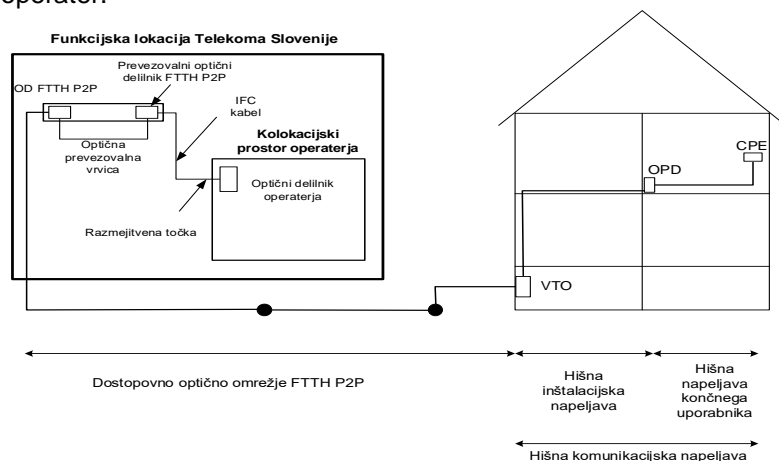 operater.
Funkcijska lokacija Telekoma Slovenije
Prevezovalni optični
delilnik FTTH P2P
OD FTTH P2P
IFC
kabel
Optična
prevezovalna
vrvica
Kolokacijski
prostor operaterja
Optični delilnik
operaterja
Razmejitvena točka
CPE
OPD
VTO
Dostopovno optično omrežje FTTH P2P
Hišna
inštalacijska
napeljava
Hišna
napeljava
končnega
uporabnika
Hišna komunikacijska napeljava